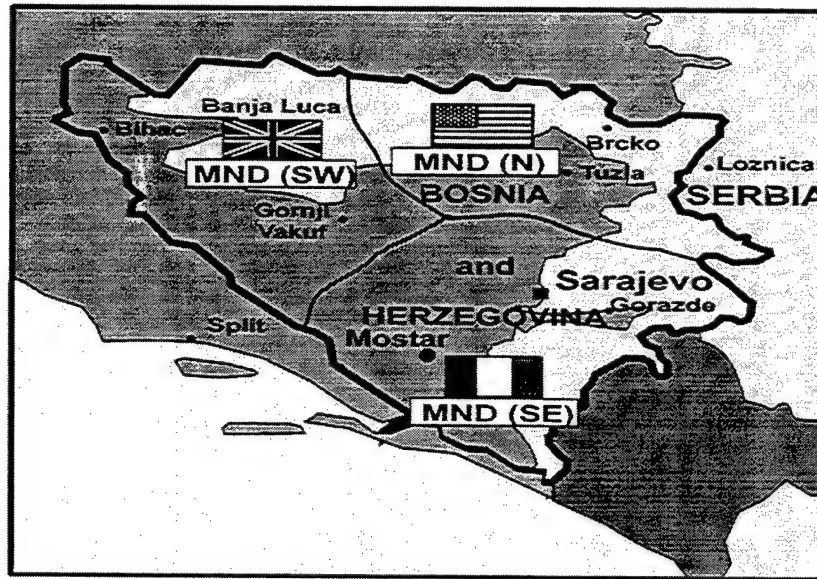 Banja Luca
Bihac
MND (SW)
MND (N)
Brcko
Tuzla
Loznica
BOSNIA
SERBIA
Gornji
Vakuf
and
Sarajevo
Gorazde
HERZEGOVINA
Split
Mostar
MND (SE)